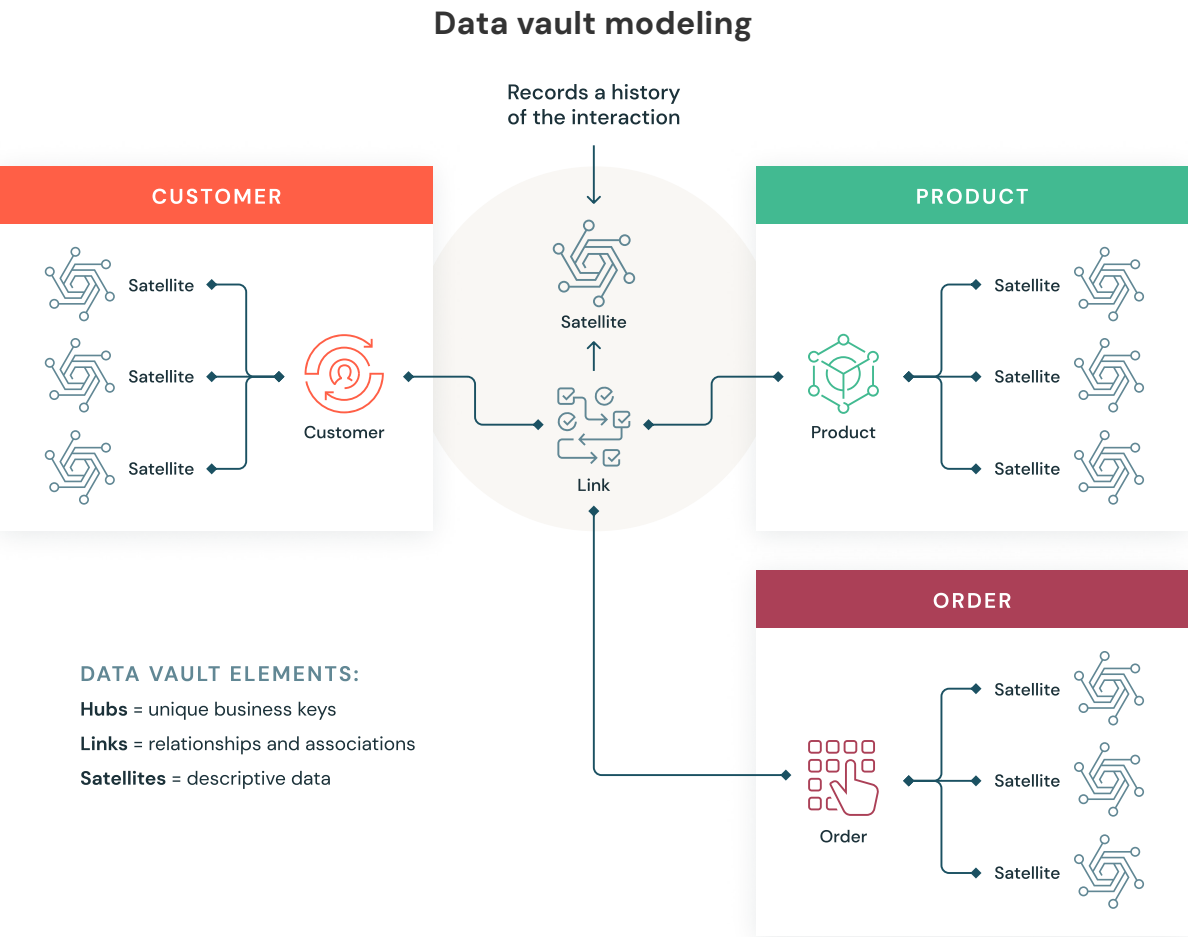 Data vault modeling
Records a history
of the interaction
CUSTOMER
Satellite
Satellite
Satellite
Customer
Satellite
Link
PRODUCT
Product
Satellite
Satellite
Satellite
ORDER
Order
Satellite
Satellite
Satellite
DATA VAULT ELEMENTS:
Hubs = unique business keys
Links = relationships and associations
Satellites = descriptive data